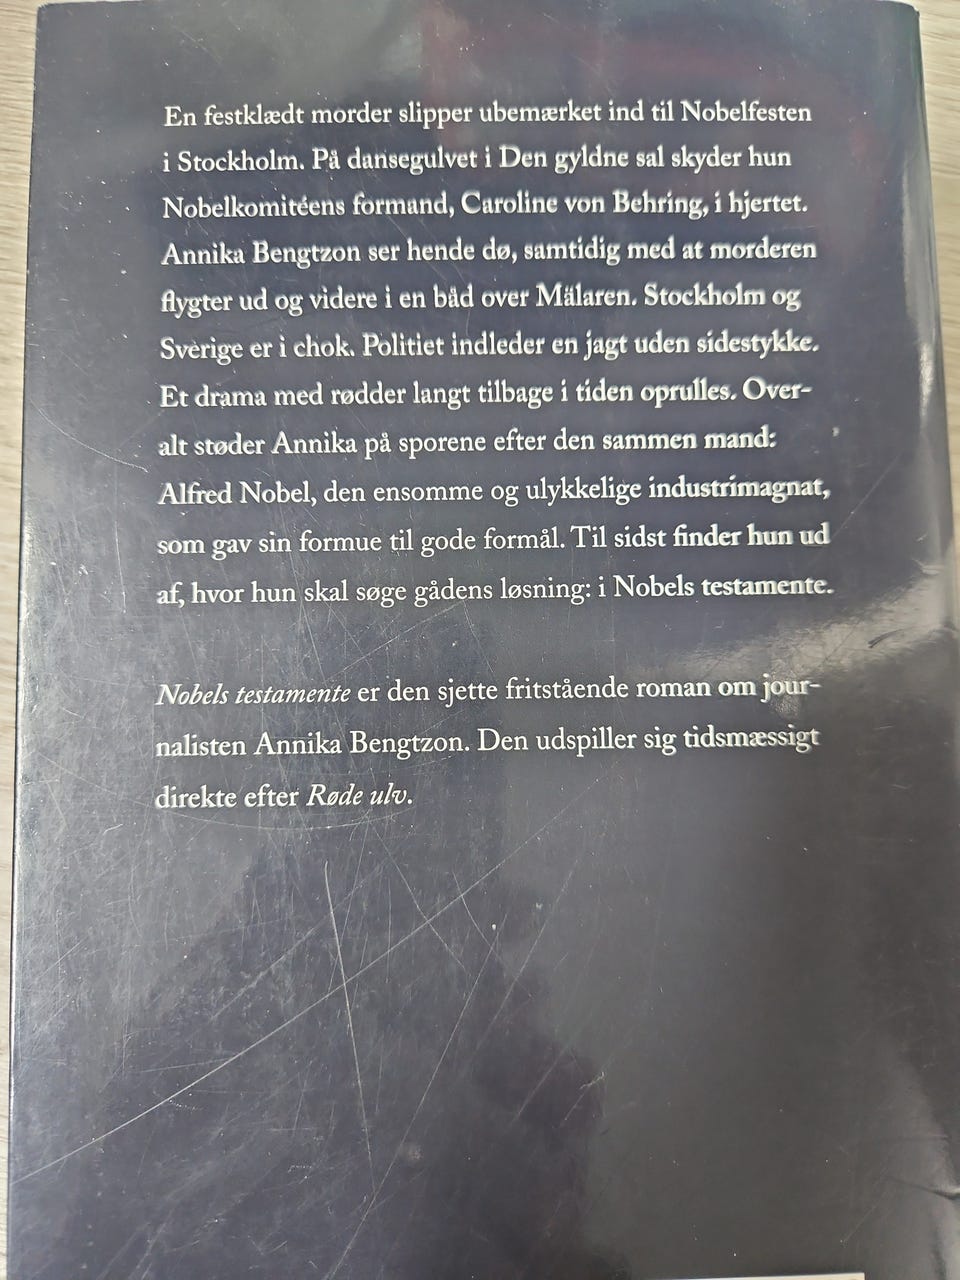 En festklædt morder slipper ubemærket ind til Nobelfesten
i Stockholm. På dansegulvet i Den gyldne sal skyder hun
Nobelkomitéens formand, Caroline von Behring, i hjertet.
Annika Bengtzon ser hende dø, samtidig med at morderen
flygter ud og videre i en båd over Mälaren. Stockholm og
Sverige er i chok. Politiet indleder en jagt uden sidestykke.
Et drama med rødder langt tilbage i tiden oprulles. Over-
alt støder Annika på sporene efter den sammen mand:
Alfred Nobel, den ensomme og ulykkelige industrimagnat,
som gav sin formue til gode formål. Til sidst finder hun ud
af, hvor hun skal søge gådens løsning: i Nobels testamente.
Nobels testamente er den sjette fritstående roman om jour-
nalisten Annika Bengtzon. Den udspiller sig tidsmæssigt
direkte efter Røde ulv.